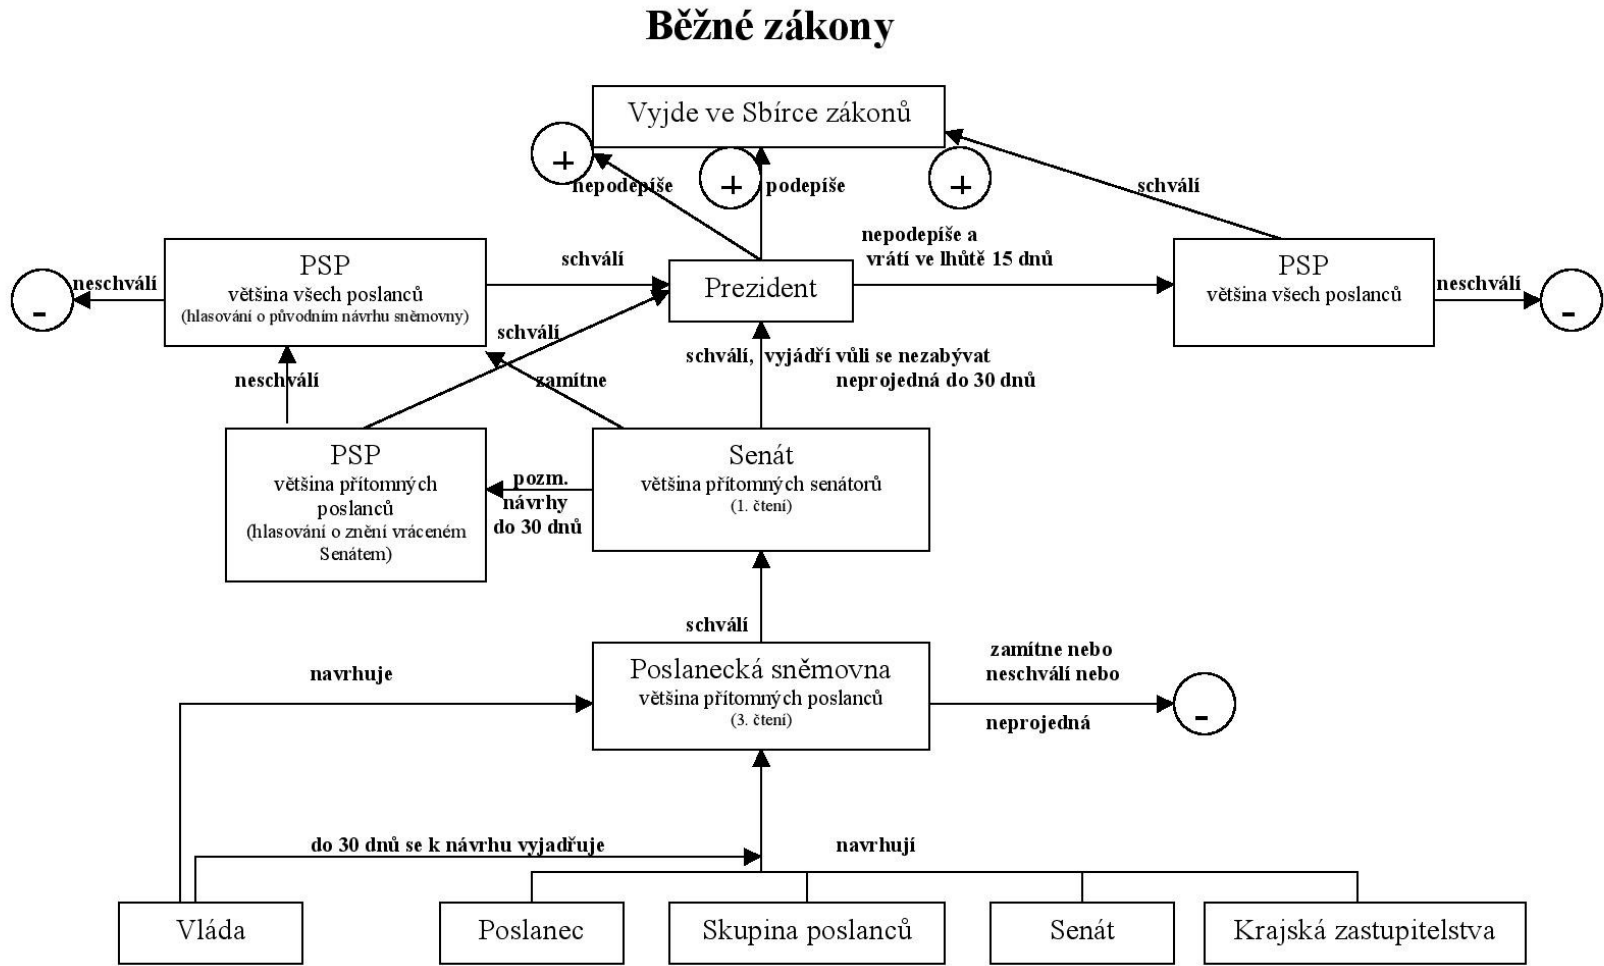 Běžné zákony
Vyjde ve Sbírce zákonů
+
+
+
nepodepíše
podepíše
schválí
PSP
většina všech poslanců
(hlasování o původním návrhu sněmovny)
neschválí
-
schválí
Prezident
nepodepíše a
vrátí ve lhůtě 15 dnů
PSP
většina všech poslanců
neschválí
-
schválí
neschválí
zamítne
schválí, vyjádří vůli se nezabývat
neprojedná do 30 dnů
PSP
většina přítomných
poslanců
(hlasování o znění vráceném
Senátem)
pozm.
návrhy
do 30 dnů
Senát
většina přítomných senátorů
(1. čtení)
schválí
navrhuje
Poslanecká sněmovna
většina přítomných poslanců
(3. čtení)
zamítne nebo
neschválí nebo
neprojedná
-
do 30 dnů se k návrhu vyjadřuje
navrhují
Vláda
Poslanec
Skupina poslanců
Senát
Krajská zastupitelstva